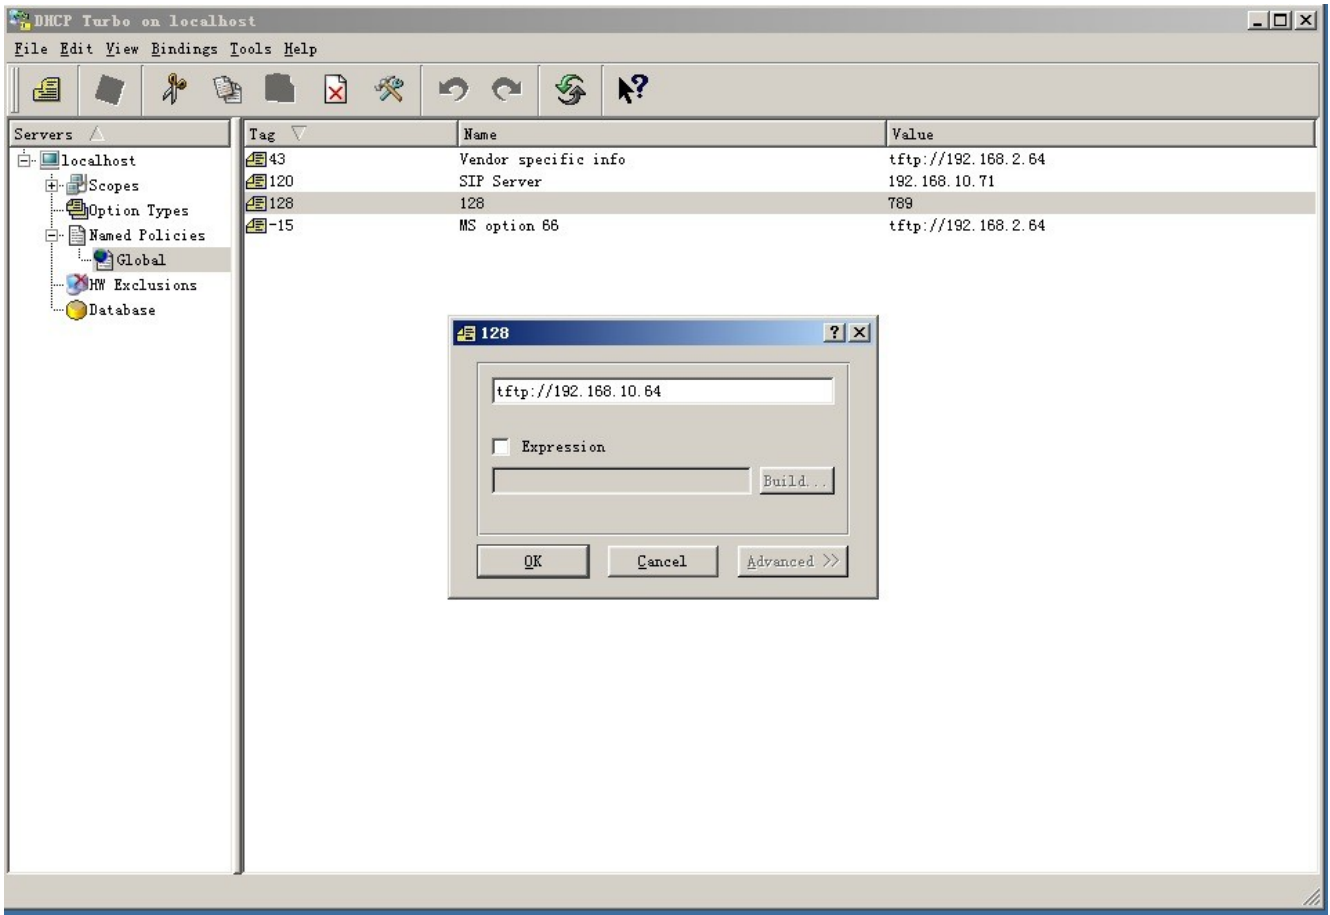 DHCP Turbo on localhost
File Edit View Bindings Tools Help
Servers
Tag Name Value
localhost
Scopes
Option Types
Named Policies
Global
HW Exclusions
Database
43 Vendor specific info tftp://192.168.2.64
120 SIP Server 192.168.10.71
128 128 789
-15 MS option 66 tftp://192.168.2.64
128
tftp://192.168.10.64
Expression
Build...
OK Cancel Advanced >>